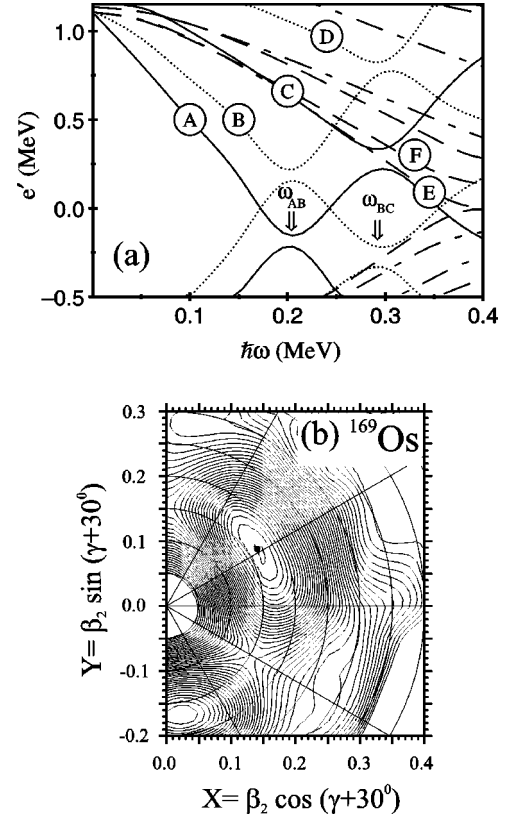 1.0
0.5
0.0
−0.5
e′ (MeV)
A
B
C
D
E
F
ω_AB
ω_BC
(a)
0.1 0.2 0.3 0.4
ℏω (MeV)
(b) ¹⁶⁹Os
0.3
0.2
0.1
0.0
-0.1
-0.2
Y= β₂ sin (γ+30⁰)
0.0 0.1 0.2 0.3 0.4
X= β₂ cos (γ+30⁰)